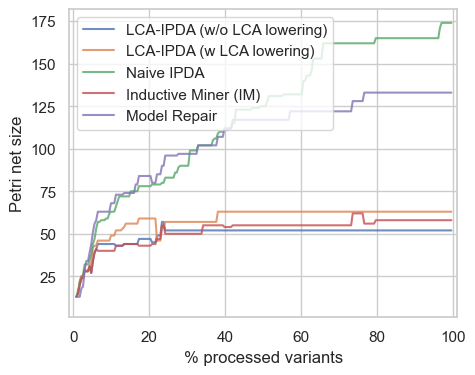 LCA-IPDA (w/o LCA lowering)
LCA-IPDA (w LCA lowering)
Naive IPDA
Inductive Miner (IM)
Model Repair
Petri net size
175
150
125
100
75
50
25
0 20 40 60 80 100
% processed variants